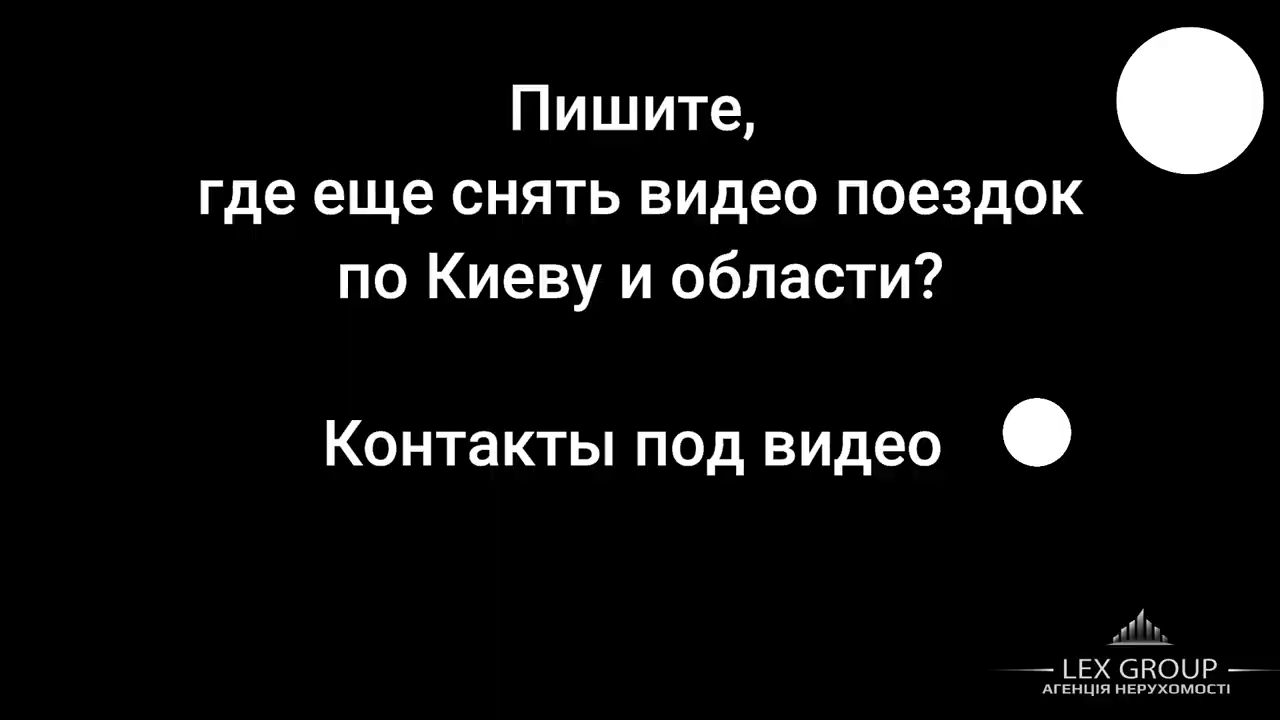 Пишите,
где еще снять видео поездок
по Киеву и области?
Контакты под видео
LEX GROUP
АГЕНЦІЯ НЕРУХОМОСТІ